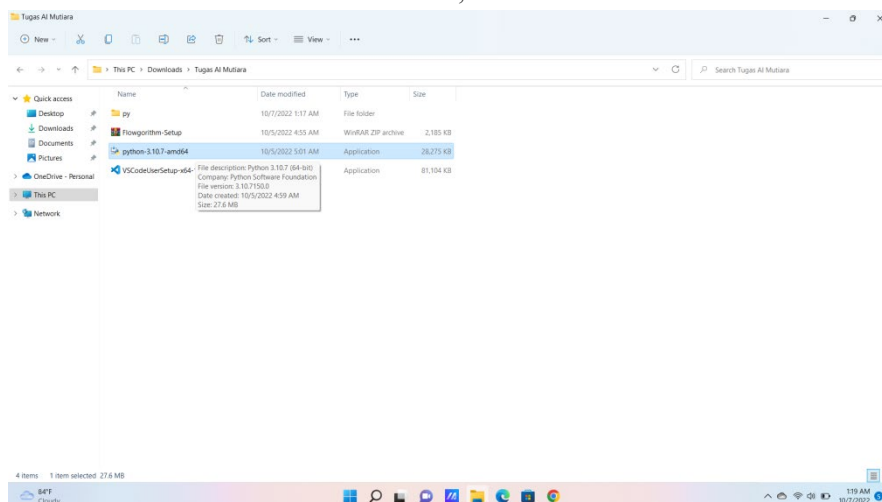 Tugas AI Mutiara
New
Sort
View
This PC > Downloads > Tugas AI Mutiara
Search Tugas AI Mutiara
Name Date modified Type Size
Quick access
Desktop
Downloads
Documents
Pictures
OneDrive - Personal
This PC
Network
py 10/7/2022 1:17 AM File folder
Flowgorithm-Setup 10/5/2022 4:55 AM WinRAR ZIP archive 2,185 KB
python-3.10.7-amd64 10/5/2022 5:01 AM Application 28,275 KB
VSCodeUserSetup-x64- Application 81,104 KB
File description: Python 3.10.7 (64-bit)
Company: Python Software Foundation
File version: 3.10.7150.0
Date created: 10/5/2022 4:59 AM
Size: 27.6 MB
4 items 1 item selected 27.6 MB
84°F
Cloudy
1:19 AM
10/7/2022